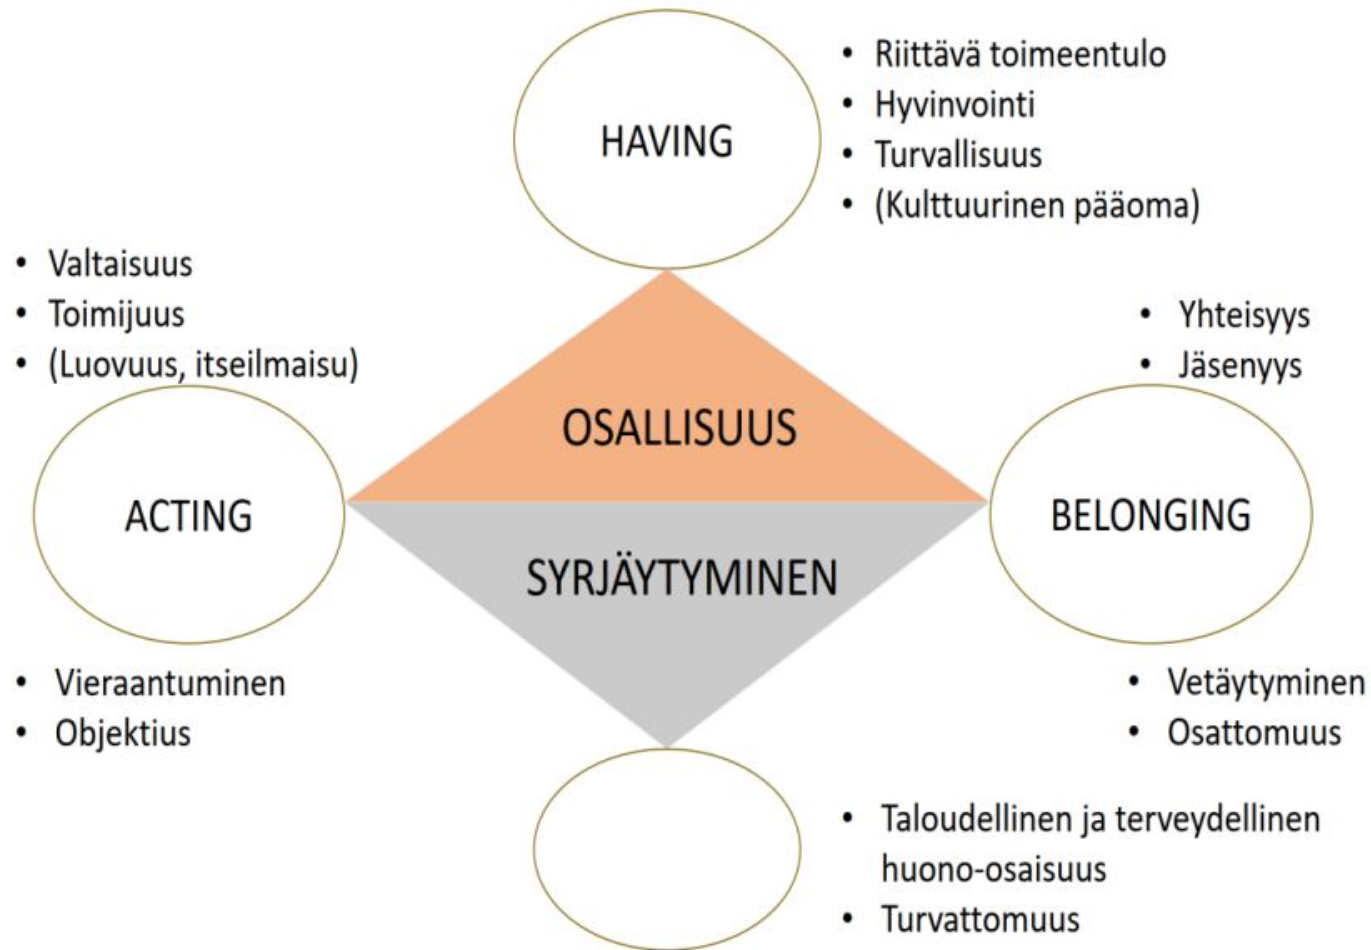 HAVING
• Riittävä toimeentulo
• Hyvinvointi
• Turvallisuus
• (Kulttuurinen pääoma)
• Valtaisuus
• Toimijuus
• (Luovuus, itseilmaisu)
• Yhteisyys
• Jäsenyys
OSALLISUUS
ACTING
BELONGING
SYRJÄYTYMINEN
• Vieraantuminen
• Objektius
• Vetäytyminen
• Osattomuus
• Taloudellinen ja terveydellinen
huono-osaisuus
• Turvattomuus